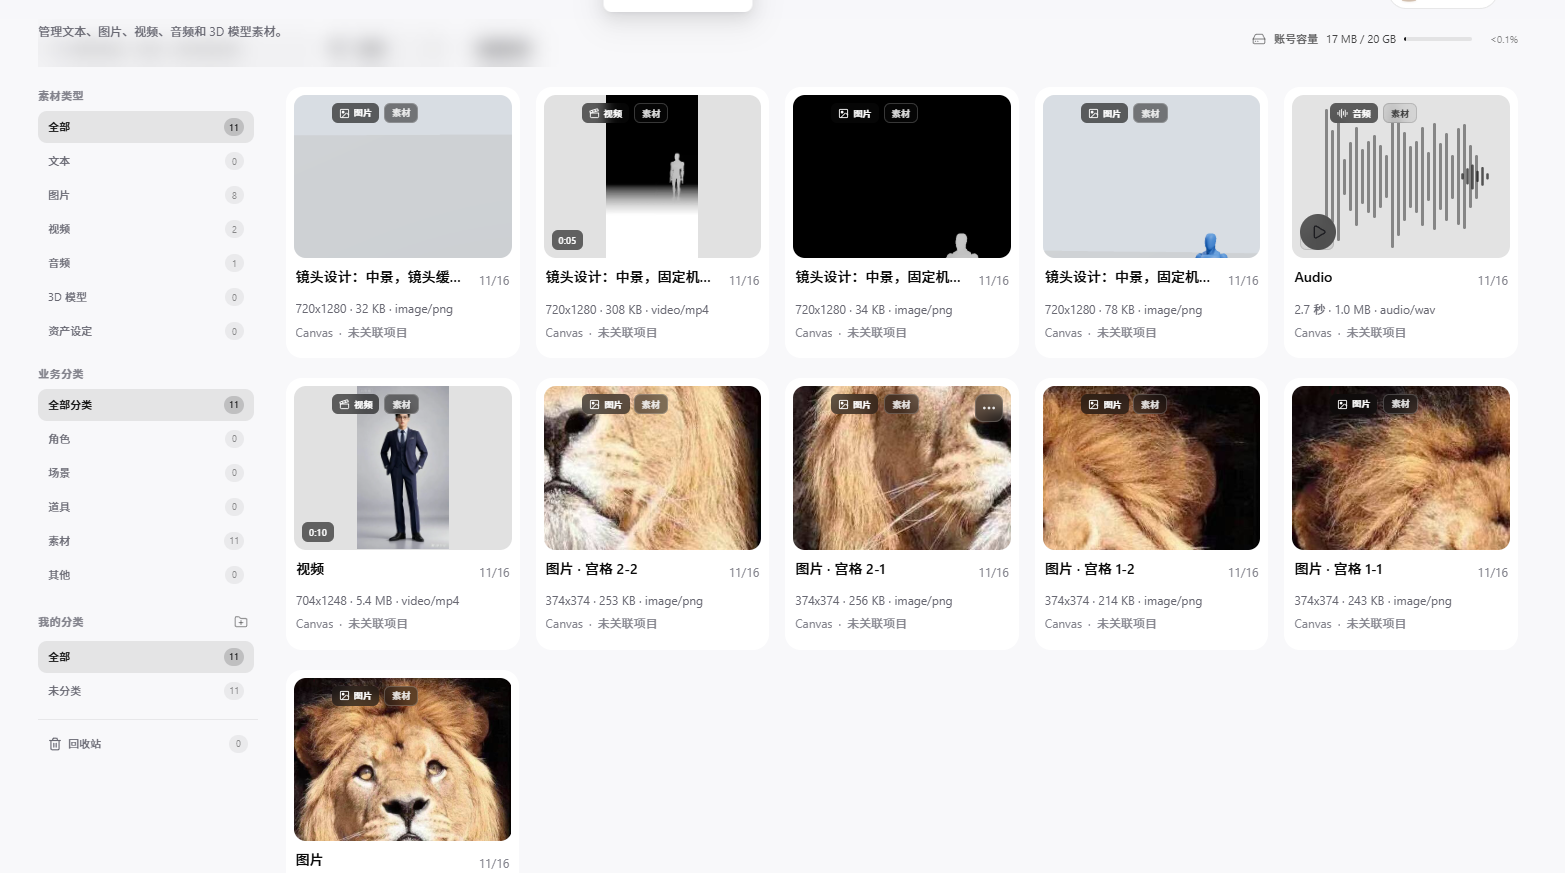 管理文本、图片、视频、音频和 3D 模型素材。
账号容量 17 MB / 20 GB <0.1%
素材类型
全部 11
文本 0
图片 8
视频 2
音频 1
3D 模型 0
资产设定 0
业务分类
全部分类 11
角色 0
场景 0
道具 0
素材 11
其他 0
我的分类
全部 11
未分类 11
回收站 0
图片 素材
镜头设计：中景，镜头缓... 11/16
720x1280 · 32 KB · image/png
Canvas · 未关联项目
视频 素材
0:05
镜头设计：中景，固定机... 11/16
720x1280 · 308 KB · video/mp4
Canvas · 未关联项目
图片 素材
镜头设计：中景，固定机... 11/16
720x1280 · 34 KB · image/png
Canvas · 未关联项目
图片 素材
镜头设计：中景，固定机... 11/16
720x1280 · 78 KB · image/png
Canvas · 未关联项目
音频 素材
Audio 11/16
2.7 秒 · 1.0 MB · audio/wav
Canvas · 未关联项目
视频 素材
0:10
视频 11/16
704x1248 · 5.4 MB · video/mp4
Canvas · 未关联项目
图片 素材
图片 · 宫格 2-2 11/16
374x374 · 253 KB · image/png
Canvas · 未关联项目
图片 素材
图片 · 宫格 2-1 11/16
374x374 · 256 KB · image/png
Canvas · 未关联项目
图片 素材
图片 · 宫格 1-2 11/16
374x374 · 214 KB · image/png
Canvas · 未关联项目
图片 素材
图片 · 宫格 1-1 11/16
374x374 · 243 KB · image/png
Canvas · 未关联项目
图片 素材
图片 11/16